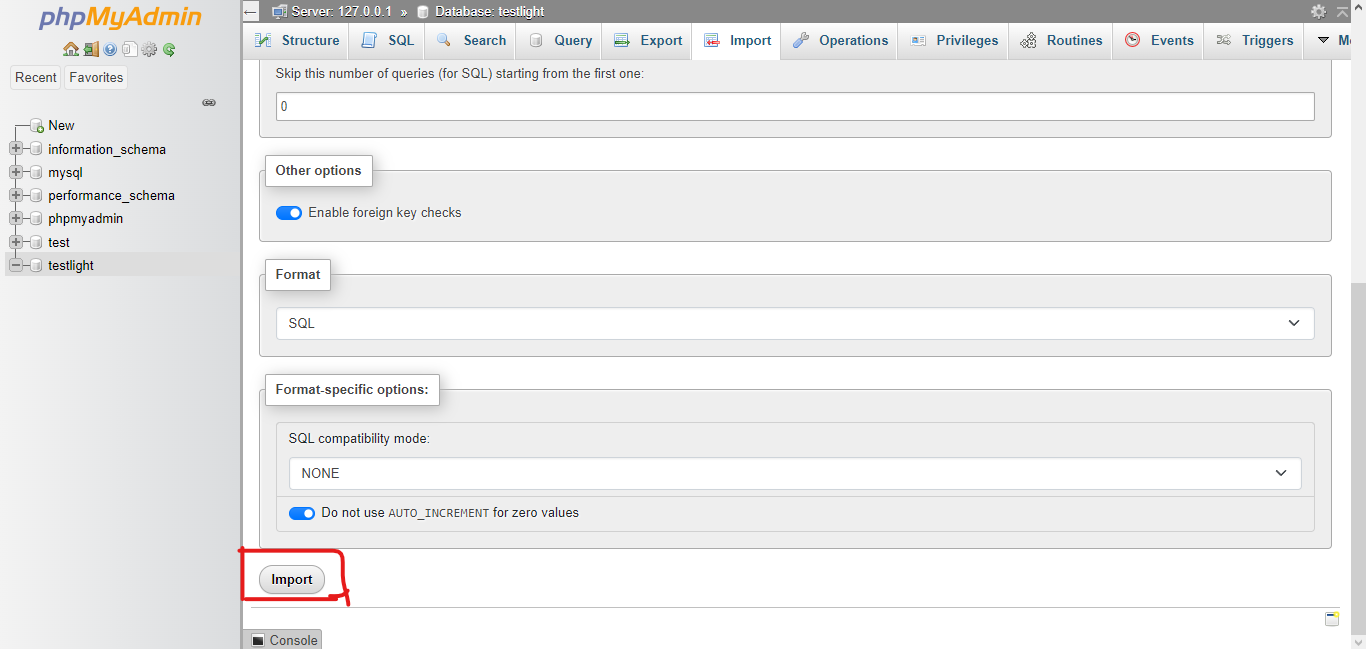 phpMyAdmin
Recent Favorites
New
information_schema
mysql
performance_schema
phpmyadmin
test
testlight
Server: 127.0.0.1 » Database: testlight
Structure SQL Search Query Export Import Operations Privileges Routines Events Triggers M
Skip this number of queries (for SQL) starting from the first one:
0
Other options
Enable foreign key checks
Format
SQL
Format-specific options:
SQL compatibility mode:
NONE
Do not use AUTO_INCREMENT for zero values
Import
Console